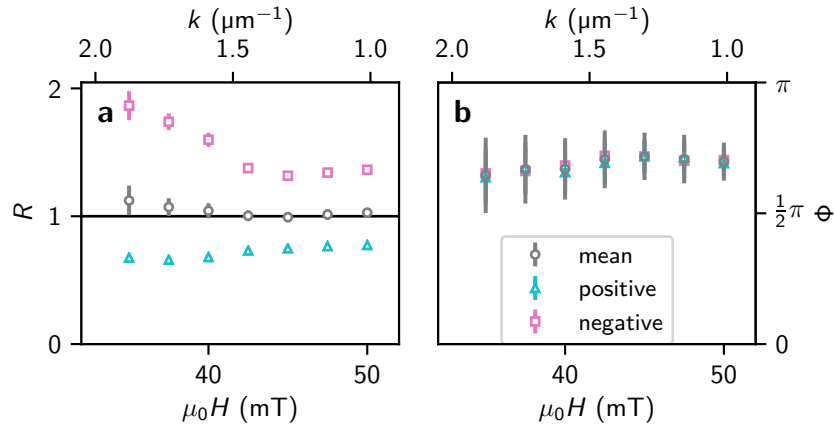 k (µm⁻¹)
k (µm⁻¹)
2.0 1.5 1.0
2.0 1.5 1.0
2
1
0
R
a
b
π
½π
0
Φ
mean
positive
negative
40 50
40 50
µ₀H (mT)
µ₀H (mT)